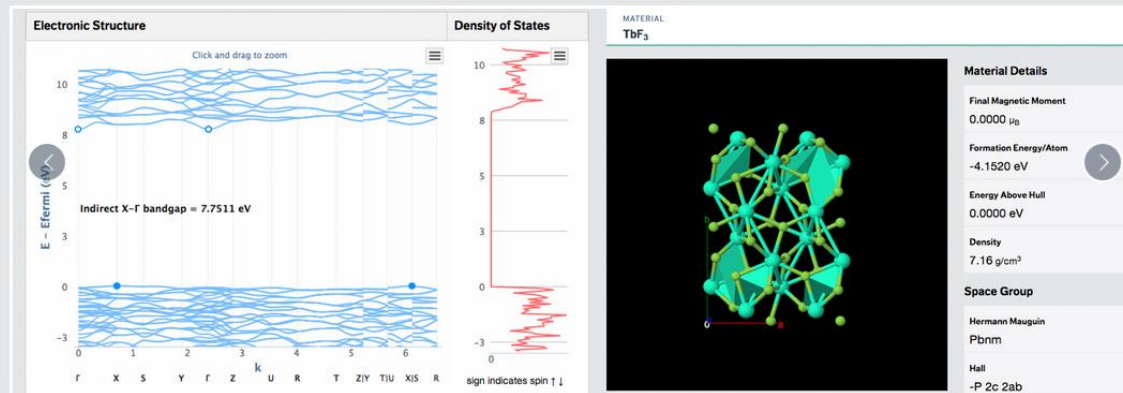 Electronic Structure
Density of States
Click and drag to zoom
10
8
5
3
0
−3
E − Efermi (eV)
Indirect X−Γ bandgap = 7.7511 eV
0
1
2
3
4
5
6
k
Γ X S Y Γ Z U R T Z|Y T|U X|S R
10
8
5
3
0
−3
0
sign indicates spin ↑ ↓
MATERIAL
TbF₃
b
0
a
Material Details
Final Magnetic Moment
0.0000 μB
Formation Energy/Atom
-4.1520 eV
Energy Above Hull
0.0000 eV
Density
7.16 g/cm³
Space Group
Hermann Mauguin
Pbnm
Hall
-P 2c 2ab